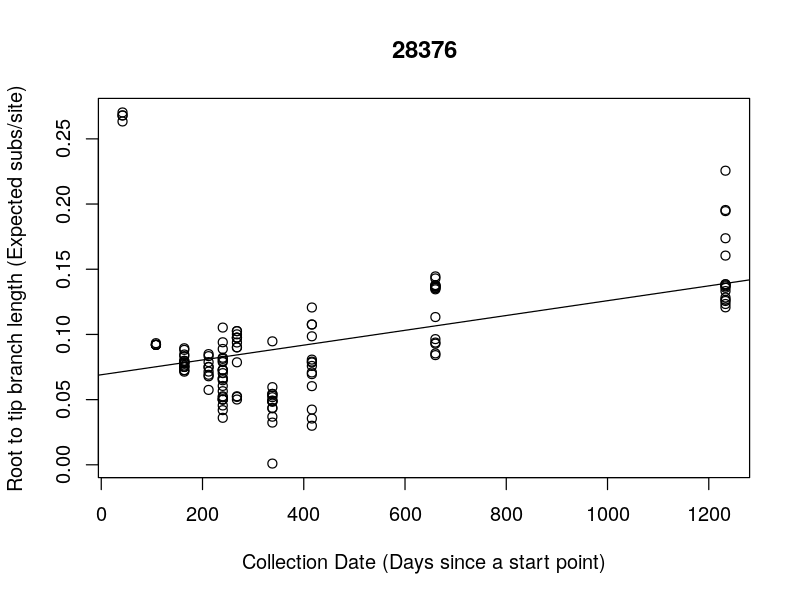 28376
Root to tip branch length (Expected subs/site)
0.25
0.20
0.15
0.10
0.05
0.00
0 200 400 600 800 1000 1200
Collection Date (Days since a start point)